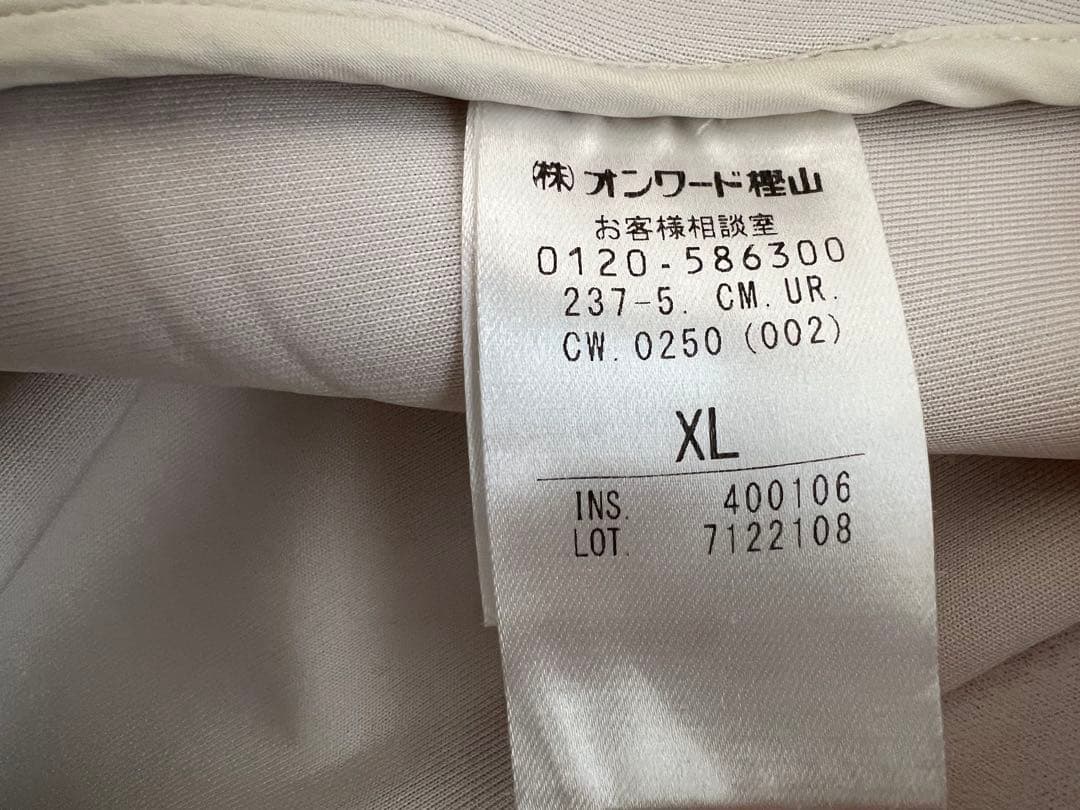 ㈱オンワード樫山
お客様相談室
0120-586300
237-5. CM. UR.
CW. 0250 (002)
XL
INS. 400106
LOT. 7122108